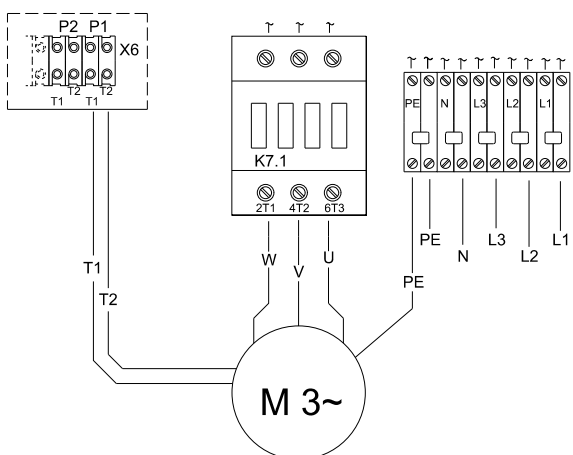 P2 P1
X6
T2 T2
T1 T1
K7.1
2T1 4T2 6T3
PE N L3 L2 L1
W V U
PE N L3 L2 L1
PE
T1
T2
M 3~